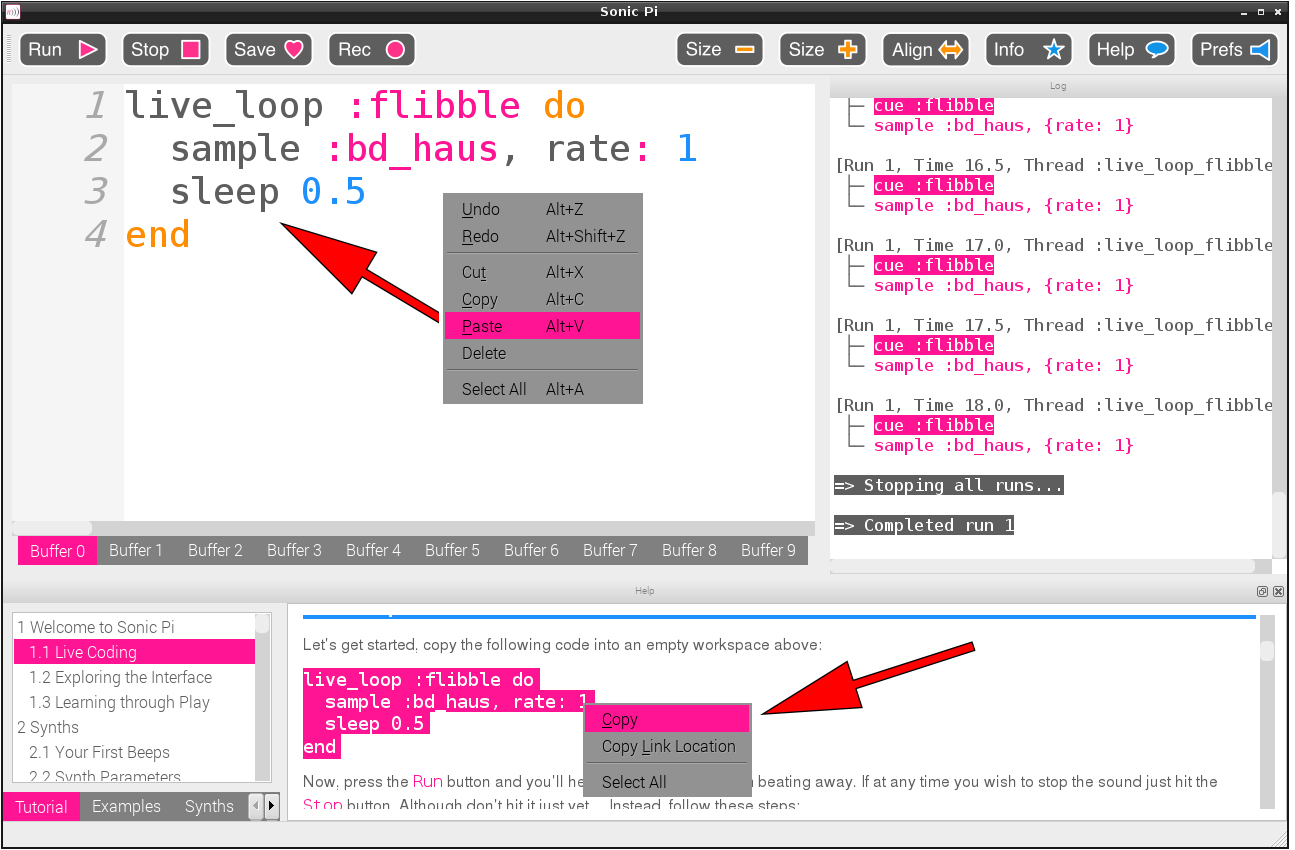 Sonic Pi
Run Stop Save Rec Size Size Align Info Help Prefs
1 live_loop :flibble do
2   sample :bd_haus, rate: 1
3   sleep 0.5
4 end
Undo Alt+Z
Redo Alt+Shift+Z
Cut Alt+X
Copy Alt+C
Paste Alt+V
Delete
Select All Alt+A
Buffer 0 Buffer 1 Buffer 2 Buffer 3 Buffer 4 Buffer 5 Buffer 6 Buffer 7 Buffer 8 Buffer 9
Log
├─ cue :flibble
└─ sample :bd_haus, {rate: 1}
[Run 1, Time 16.5, Thread :live_loop_flibble
├─ cue :flibble
└─ sample :bd_haus, {rate: 1}
[Run 1, Time 17.0, Thread :live_loop_flibble
├─ cue :flibble
└─ sample :bd_haus, {rate: 1}
[Run 1, Time 17.5, Thread :live_loop_flibble
├─ cue :flibble
└─ sample :bd_haus, {rate: 1}
[Run 1, Time 18.0, Thread :live_loop_flibble
├─ cue :flibble
└─ sample :bd_haus, {rate: 1}
=> Stopping all runs...
=> Completed run 1
Help
1 Welcome to Sonic Pi
1.1 Live Coding
1.2 Exploring the Interface
1.3 Learning through Play
2 Synths
2.1 Your First Beeps
2.2 Synth Parameters
Tutorial Examples Synths
Let's get started, copy the following code into an empty workspace above:
live_loop :flibble do
  sample :bd_haus, rate: 1
  sleep 0.5
end
Copy
Copy Link Location
Select All
Now, press the Run button and you'll he beating away. If at any time you wish to stop the sound just hit the
Stop button. Although don't hit it just yet... Instead, follow these steps: